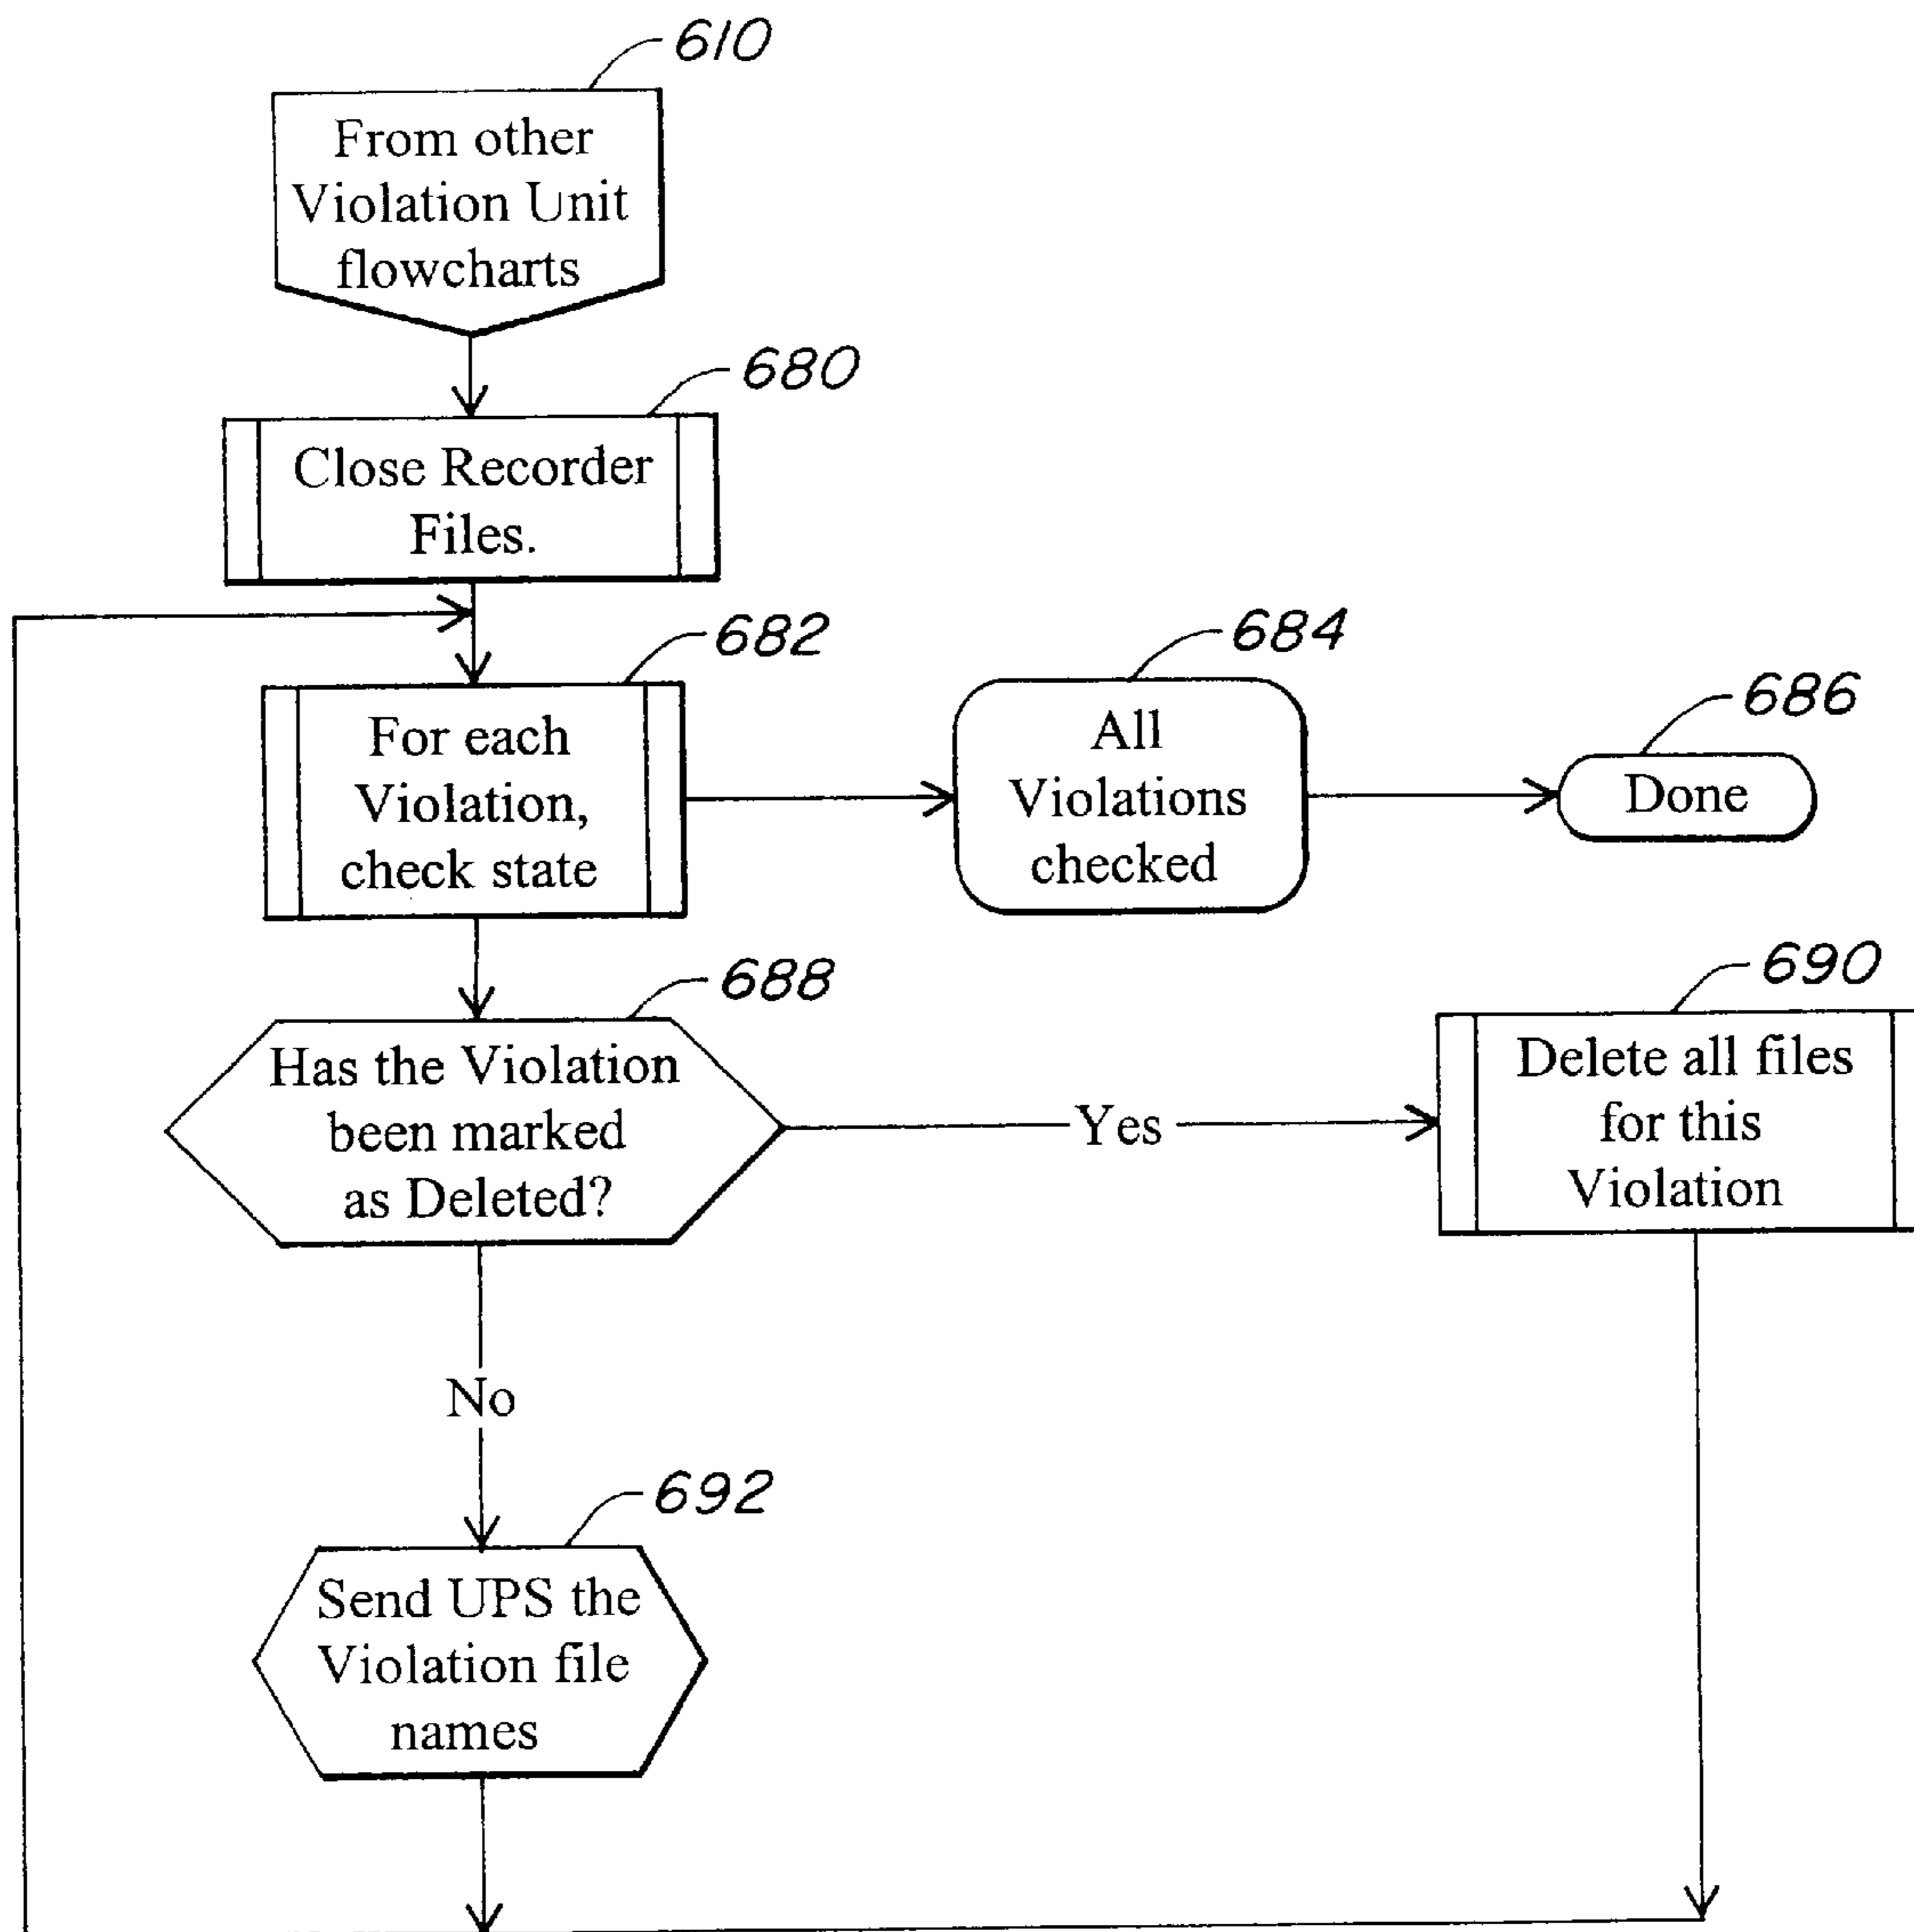 610
From other
Violation Unit
flowcharts
680
Close Recorder
Files.
682
For each
Violation,
check state
684
All
Violations
checked
686
Done
688
Has the Violation
been marked
as Deleted?
Yes
690
Delete all files
for this
Violation
No
692
Send UPS the
Violation file
names